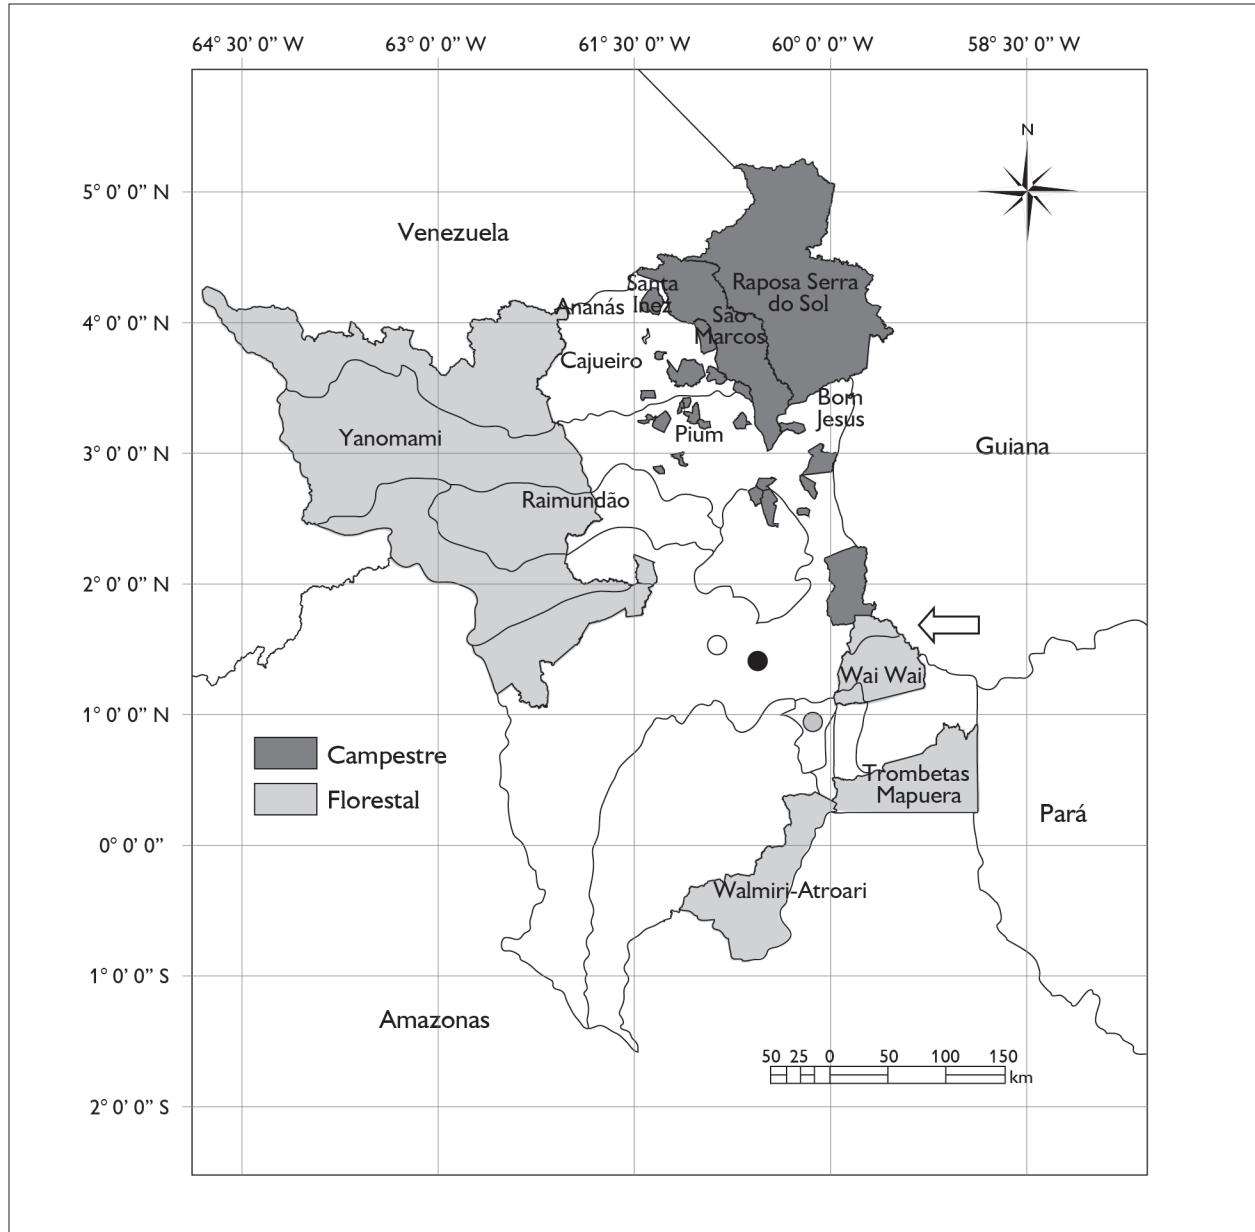 64° 30' 0" W
63° 0' 0" W
61° 30' 0" W
60° 0' 0" W
58° 30' 0" W
N
5° 0' 0" N
Venezuela
Santa
Inez
Raposa Serra
do Sol
Ananás
São
Marcos
4° 0' 0" N
Cajueiro
Bom
Jesus
Pium
Yanomami
Guiana
3° 0' 0" N
Raimundão
2° 0' 0" N
Wai Wai
1° 0' 0" N
Campestre
Florestal
Trombetas
Mapuera
Pará
0° 0' 0"
Walmiri-Atroari
1° 0' 0" S
Amazonas
50 25 0 50 100 150
km
2° 0' 0" S